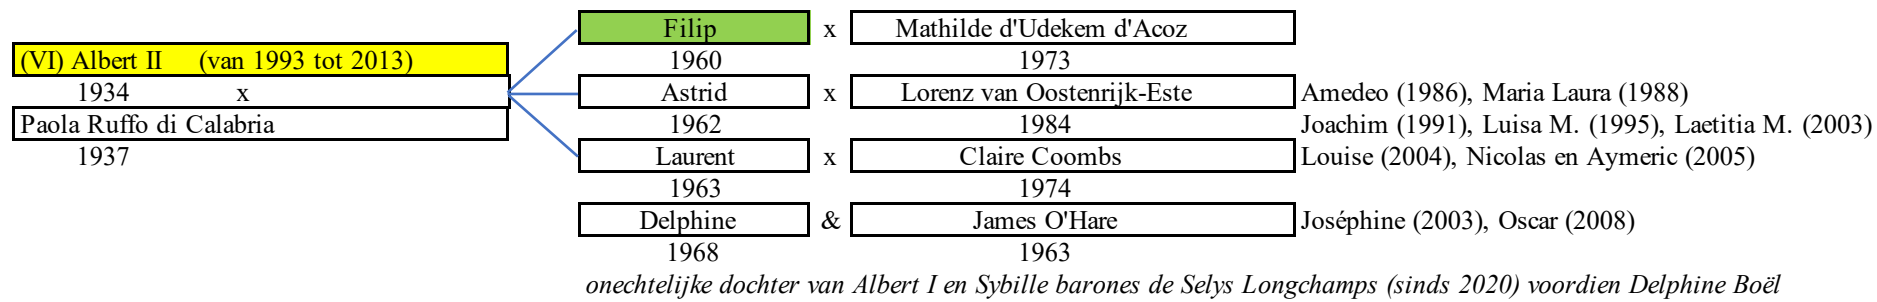 Filip x Mathilde d'Udekem d'Acoz
(VI) Albert II (van 1993 tot 2013) 1960 1973
1934 x Astrid x Lorenz van Oostenrijk-Este Amedeo (1986), Maria Laura (1988)
Paola Ruffo di Calabria 1962 1984 Joachim (1991), Luisa M. (1995), Laetitia M. (2003)
1937 Laurent x Claire Coombs Louise (2004), Nicolas en Aymeric (2005)
1963 1974
Delphine & James O'Hare Joséphine (2003), Oscar (2008)
1968 1963
onechtelijke dochter van Albert I en Sybille barones de Selys Longchamps (sinds 2020) voordien Delphine Boël